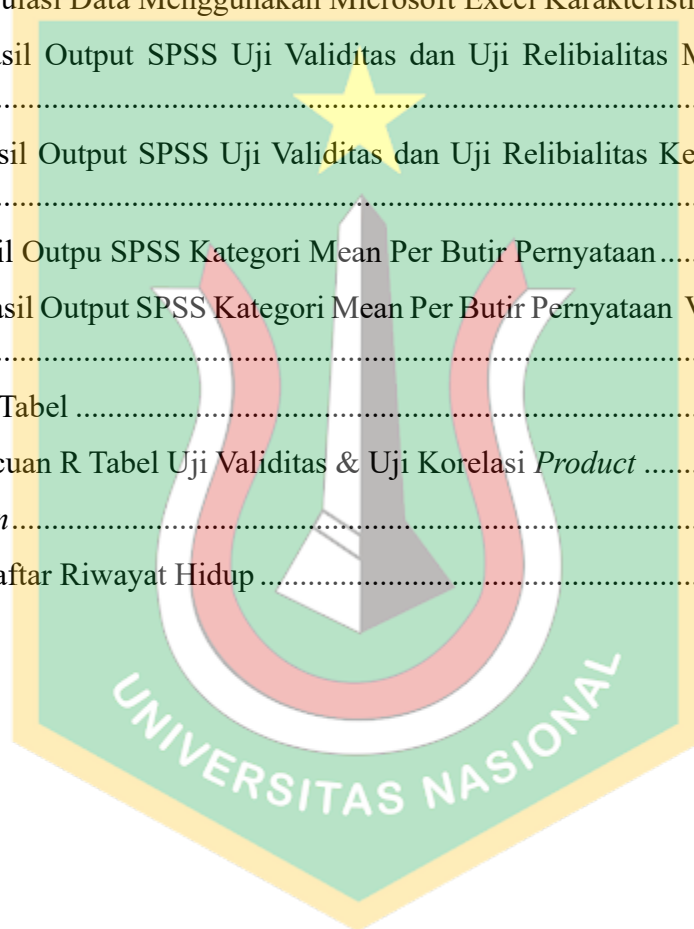 ulasi Data Menggunakan Microsoft Excel Karakteristi
sil Output SPSS Uji Validitas dan Uji Relibialitas M
................................................................................
sil Output SPSS Uji Validitas dan Uji Relibialitas Ke
................................................................................
il Outpu SPSS Kategori Mean Per Butir Pernyataan.....
asil Output SPSS Kategori Mean Per Butir Pernyataan V
................................................................................
Tabel ................................................................................
cuan R Tabel Uji Validitas & Uji Korelasi Product ......
n................................................................................
aftar Riwayat Hidup ......................................................
UNIVERSITAS NASIONAL